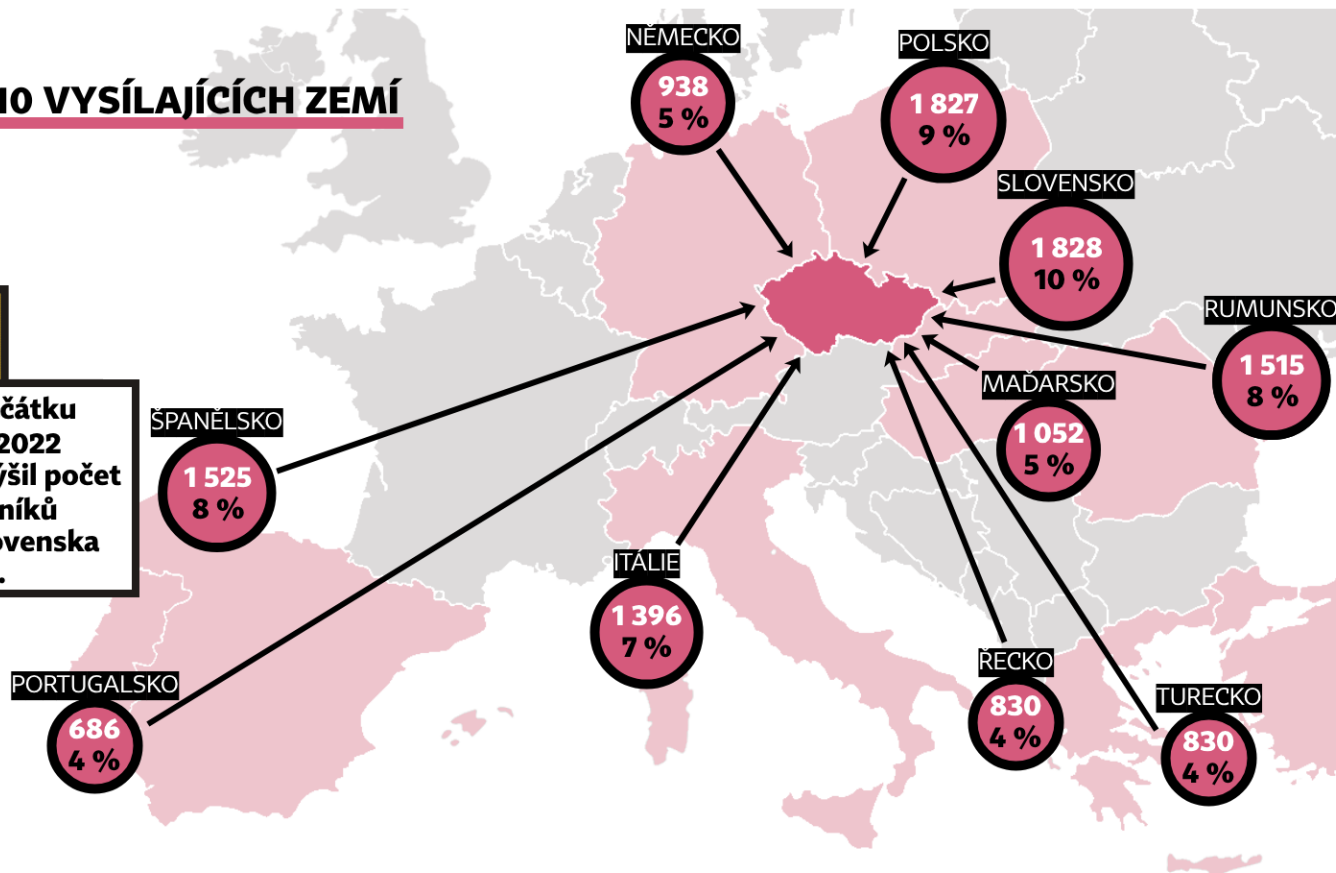 10 VYSÍLAJÍCÍCH ZEMÍ
NĚMECKO
938
5 %
POLSKO
1 827
9 %
SLOVENSKO
1 828
10 %
RUMUNSKO
1 515
8 %
MAĎARSKO
1 052
5 %
ŠPANĚLSKO
1 525
8 %
čátku
2022
ýšil počet
níků
ovenska
.
ITÁLIE
1 396
7 %
PORTUGALSKO
686
4 %
ŘECKO
830
4 %
TURECKO
830
4 %